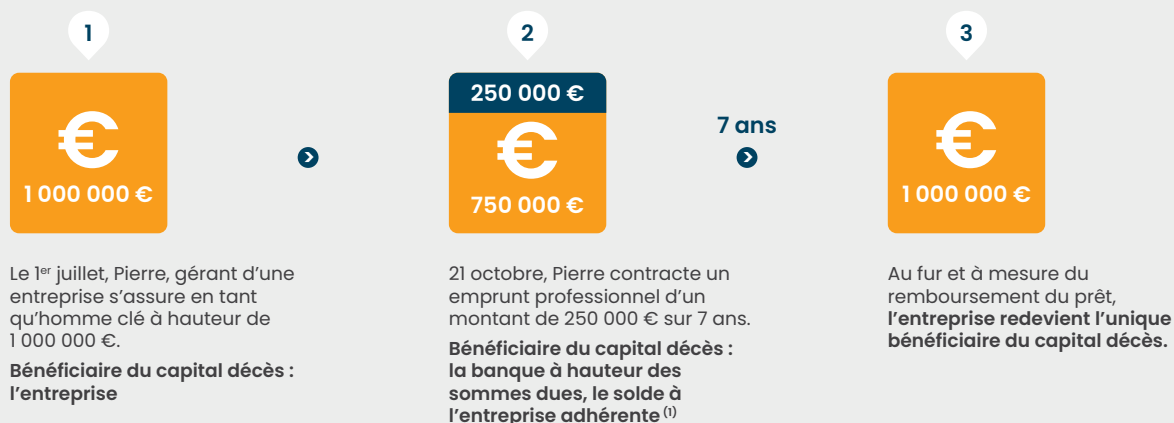 1
€
1 000 000 €
Le 1er juillet, Pierre, gérant d’une
entreprise s’assure en tant
qu’homme clé à hauteur de
1 000 000 €.
Bénéficiaire du capital décès :
l’entreprise
2
250 000 €
€
750 000 €
21 octobre, Pierre contracte un
emprunt professionnel d’un
montant de 250 000 € sur 7 ans.
Bénéficiaire du capital décès :
la banque à hauteur des
sommes dues, le solde à
l’entreprise adhérente (1)
7 ans
3
€
1 000 000 €
Au fur et à mesure du
remboursement du prêt,
l’entreprise redevient l’unique
bénéficiaire du capital décès.